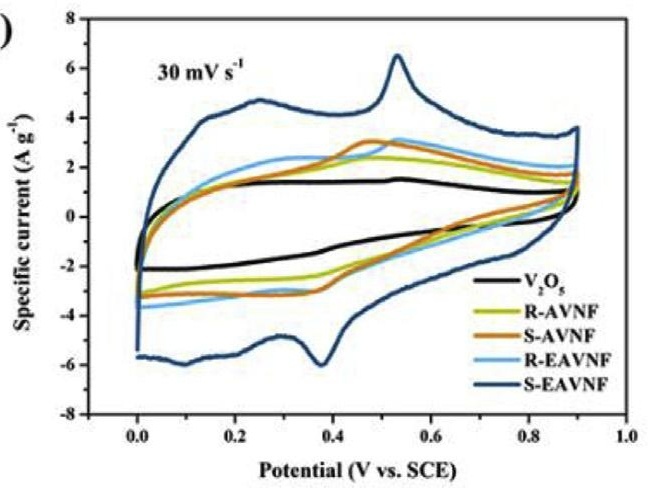 )
8
6
4
2
0
-2
-4
-6
-8
Specific current (A g⁻¹)
30 mV s⁻¹
V₂O₅
R-AVNF
S-AVNF
R-EAVNF
S-EAVNF
0.0 0.2 0.4 0.6 0.8 1.0
Potential (V vs. SCE)